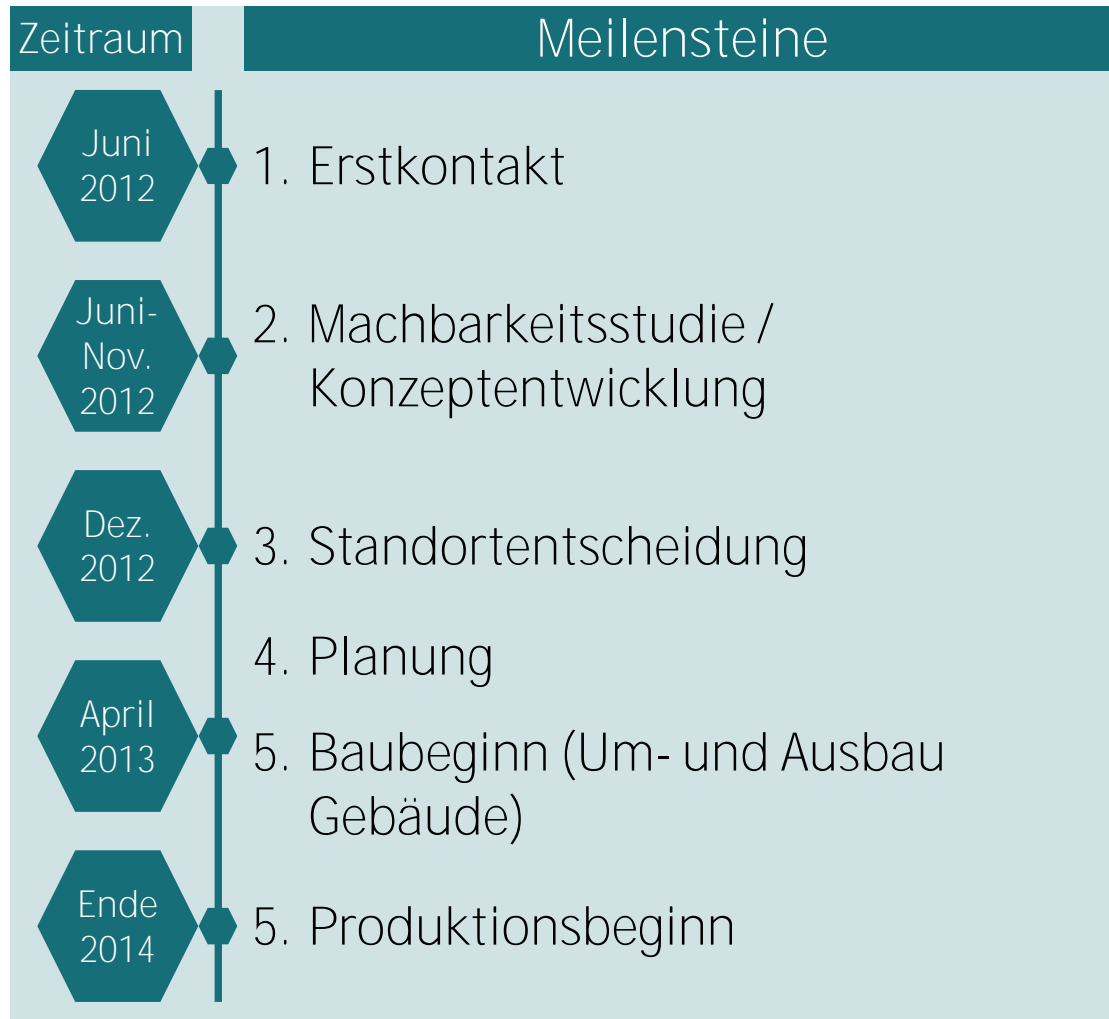 Zeitraum
Meilensteine
Juni
2012
1. Erstkontakt
Juni-
Nov.
2012
2. Machbarkeitsstudie /
Konzeptentwicklung
Dez.
2012
3. Standortentscheidung
4. Planung
April
2013
5. Baubeginn (Um- und Ausbau
Gebäude)
Ende
2014
5. Produktionsbeginn